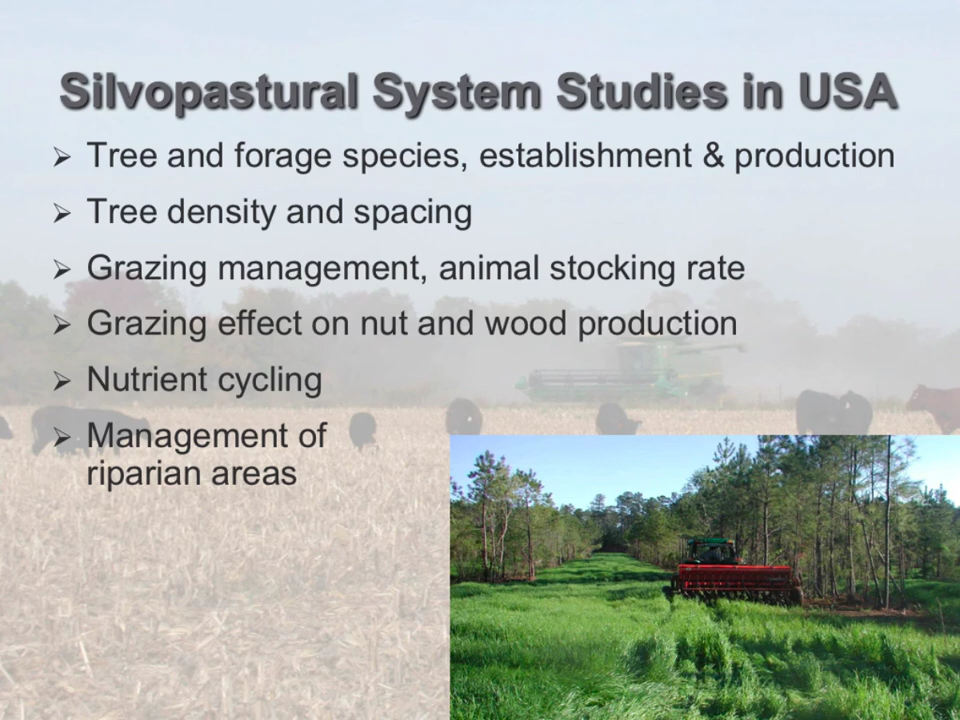 Silvopastural System Studies in USA
➢ Tree and forage species, establishment & production
➢ Tree density and spacing
➢ Grazing management, animal stocking rate
➢ Grazing effect on nut and wood production
➢ Nutrient cycling
➢ Management of
riparian areas